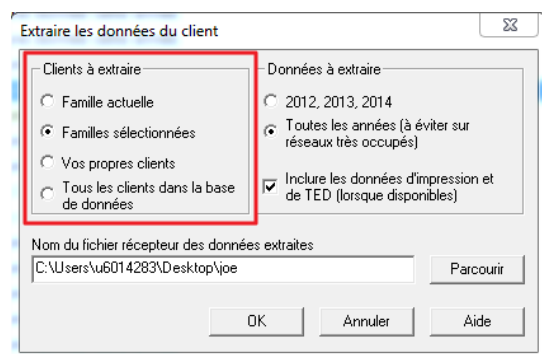 Extraire les données du client
Clients à extraire
Famille actuelle
Familles sélectionnées
Vos propres clients
Tous les clients dans la base
de données
Données à extraire
2012, 2013, 2014
Toutes les années (à éviter sur
réseaux très occupés)
Inclure les données d'impression et
de TED (lorsque disponibles)
Nom du fichier récepteur des données extraites
C:\Users\u6014283\Desktop\joe
Parcourir
OK
Annuler
Aide